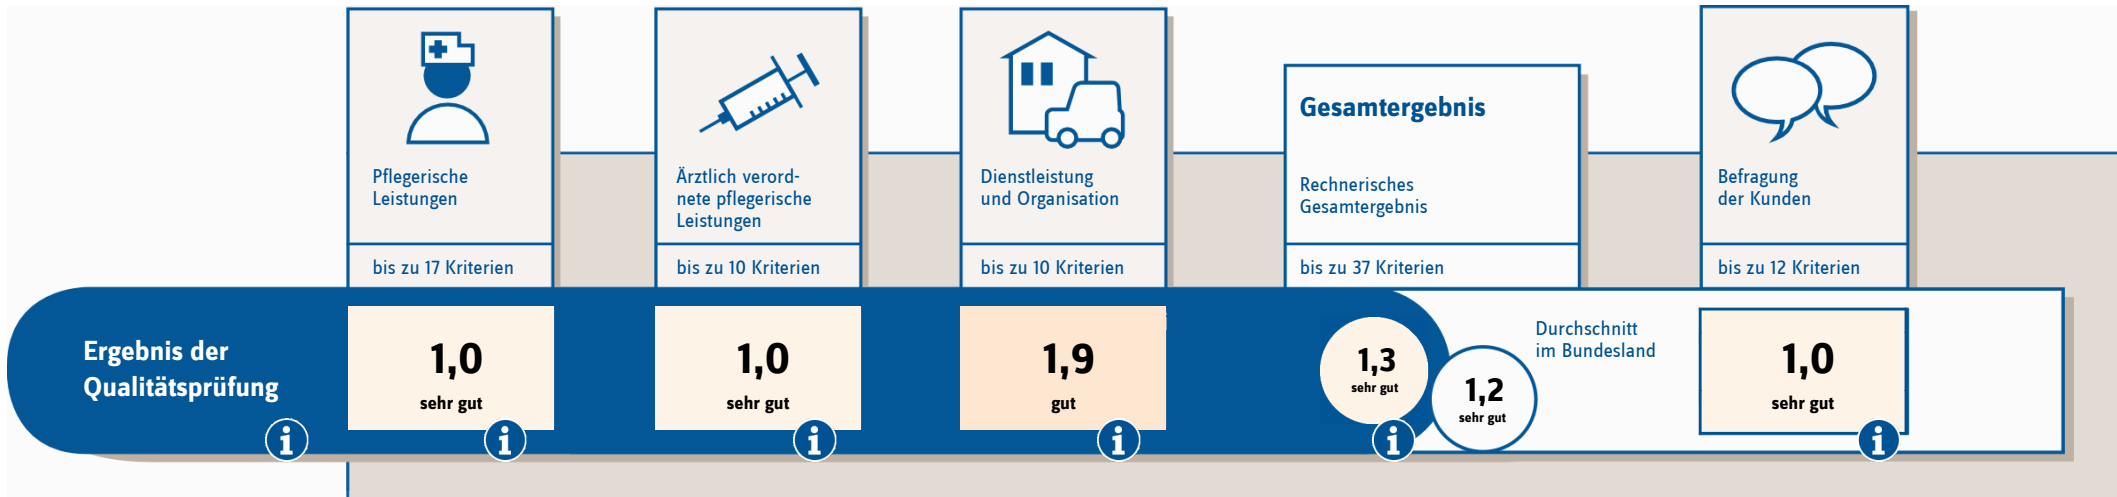 Pflegerische
Leistungen
bis zu 17 Kriterien
Ärztlich verord-
nete pflegerische
Leistungen
bis zu 10 Kriterien
Dienstleistung
und Organisation
bis zu 10 Kriterien
Gesamtergebnis
Rechnerisches
Gesamtergebnis
bis zu 37 Kriterien
Befragung
der Kunden
bis zu 12 Kriterien
Ergebnis der
Qualitätsprüfung
i
1,0
sehr gut
i
1,0
sehr gut
i
1,9
gut
i
1,3
sehr gut
i
1,2
sehr gut
Durchschnitt
im Bundesland
1,0
sehr gut
i